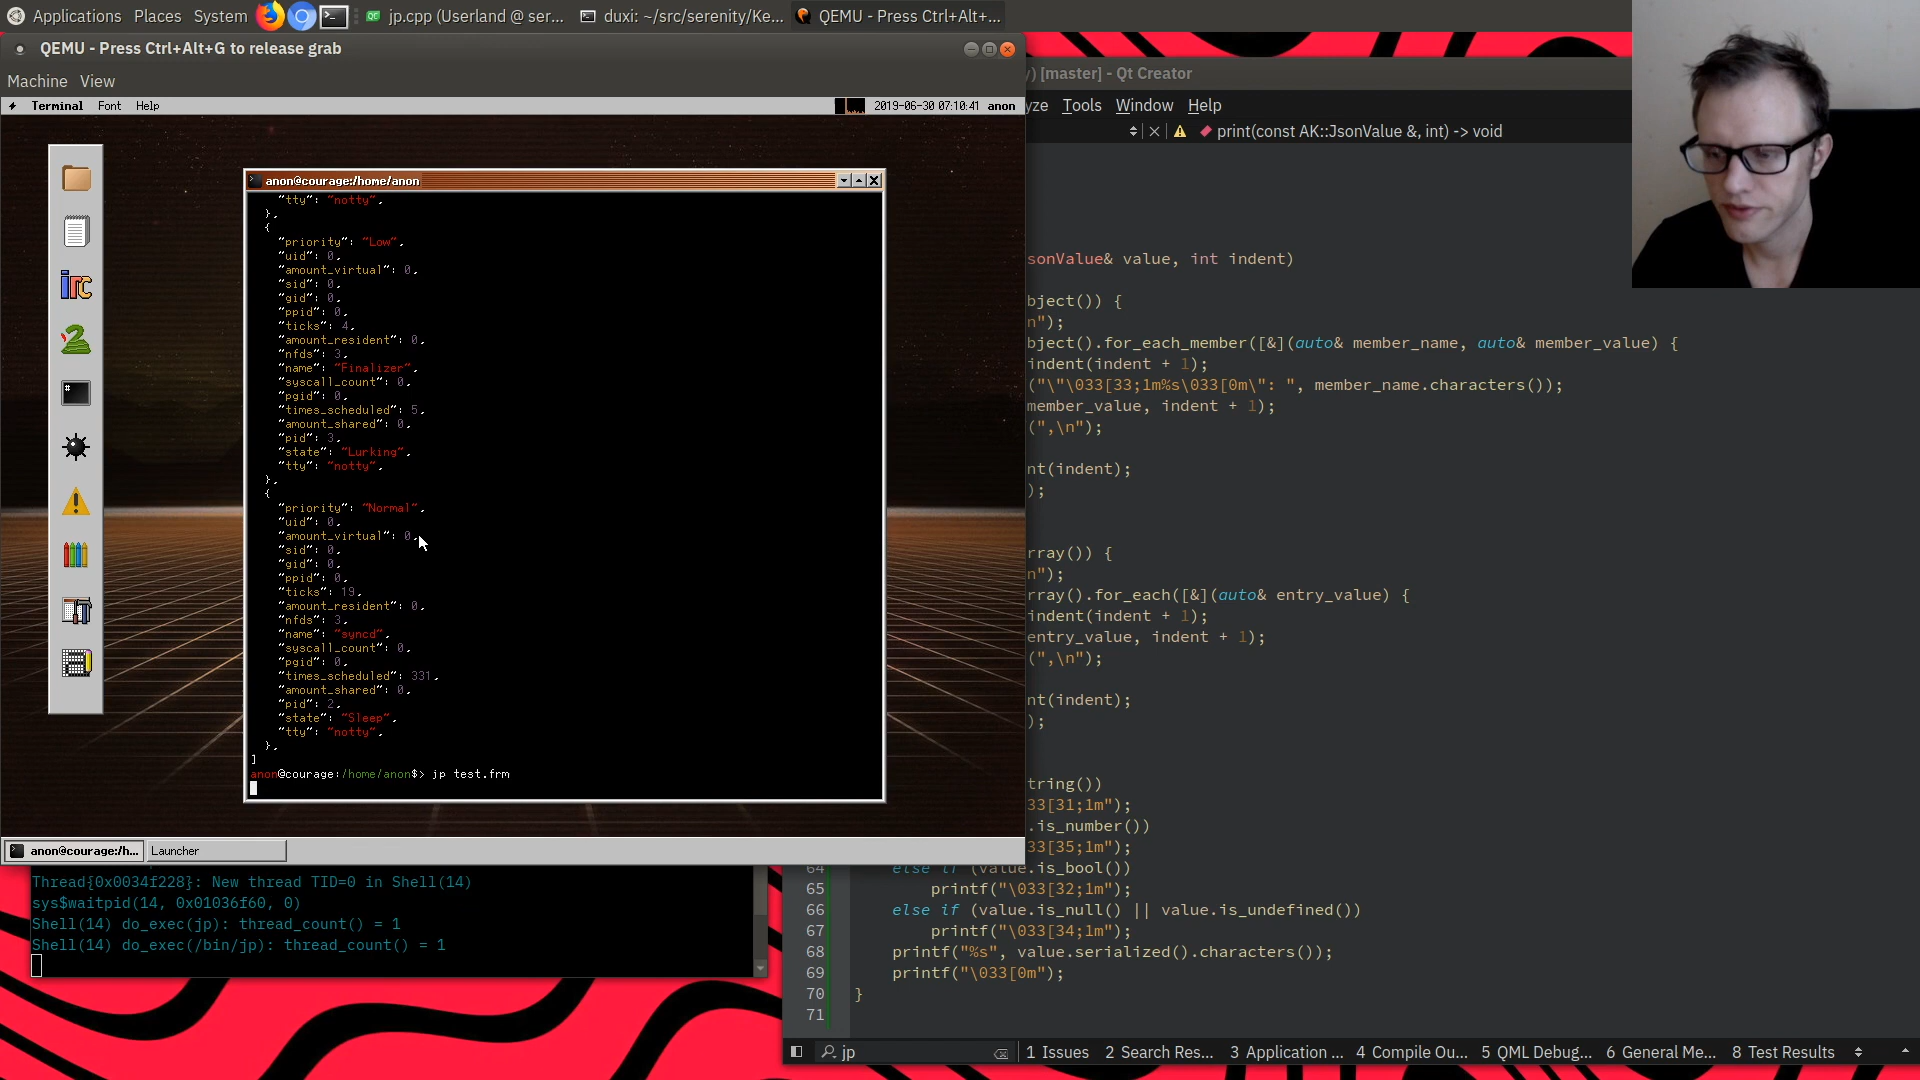 Applications Places System jp.cpp (Userland @ ser... duxi: ~/src/serenity/Ke... QEMU - Press Ctrl+Alt+...
QEMU - Press Ctrl+Alt+G to release grab
Machine View
Terminal Font Help 2019-06-30 07:10:41 anon
irc
anon@courage:/home/anon
"tty": "notty",
},
{
"priority": "Low",
"uid": 0,
"amount_virtual": 0,
"sid": 0,
"gid": 0,
"ppid": 0,
"ticks": 4,
"amount_resident": 0,
"nfds": 3,
"name": "Finalizer",
"syscall_count": 0,
"pgid": 0,
"times_scheduled": 5,
"amount_shared": 0,
"pid": 3,
"state": "Lurking",
"tty": "notty",
},
{
"priority": "Normal",
"uid": 0,
"amount_virtual": 0,
"sid": 0,
"gid": 0,
"ppid": 0,
"ticks": 19,
"amount_resident": 0,
"nfds": 3,
"name": "syncd",
"syscall_count": 0,
"pgid": 0,
"times_scheduled": 331,
"amount_shared": 0,
"pid": 2,
"state": "Sleep",
"tty": "notty",
},
]
anon@courage:/home/anon$> jp test.frm
anon@courage:/h... Launcher
Thread{0x0034f228}: New thread TID=0 in Shell(14)
sys$waitpid(14, 0x01036f60, 0)
Shell(14) do_exec(jp): thread_count() = 1
Shell(14) do_exec(/bin/jp): thread_count() = 1
) [master] - Qt Creator
yze Tools Window Help
print(const AK::JsonValue &, int) -> void
sonValue& value, int indent)
bject()) {
n");
bject().for_each_member([&](auto& member_name, auto& member_value) {
indent(indent + 1);
("\"\033[33;1m%s\033[0m\": ", member_name.characters());
member_value, indent + 1);
(",\n");
nt(indent);
);
rray()) {
n");
rray().for_each([&](auto& entry_value) {
indent(indent + 1);
entry_value, indent + 1);
(",\n");
nt(indent);
);
tring())
33[31;1m");
.is_number())
33[35;1m");
64 else if (value.is_bool())
65 printf("\033[32;1m");
66 else if (value.is_null() || value.is_undefined())
67 printf("\033[34;1m");
68 printf("%s", value.serialized().characters());
69 printf("\033[0m");
70 }
71
jp 1 Issues 2 Search Res... 3 Application ... 4 Compile Ou... 5 QML Debug... 6 General Me... 8 Test Results